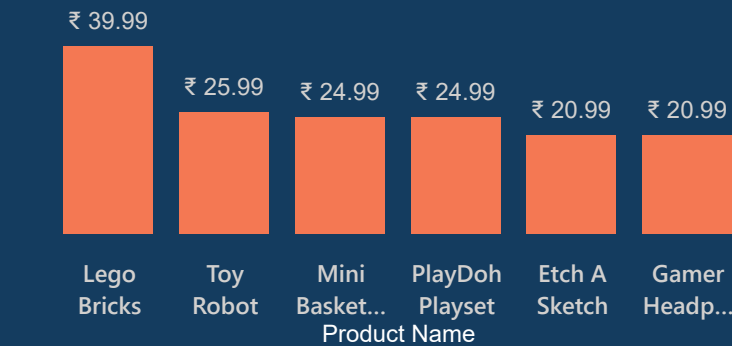 ₹ 39.99
₹ 25.99
₹ 24.99
₹ 24.99
₹ 20.99
₹ 20.99
Lego
Bricks
Toy
Robot
Mini
Basket...
PlayDoh
Playset
Etch A
Sketch
Gamer
Headp...
Product Name